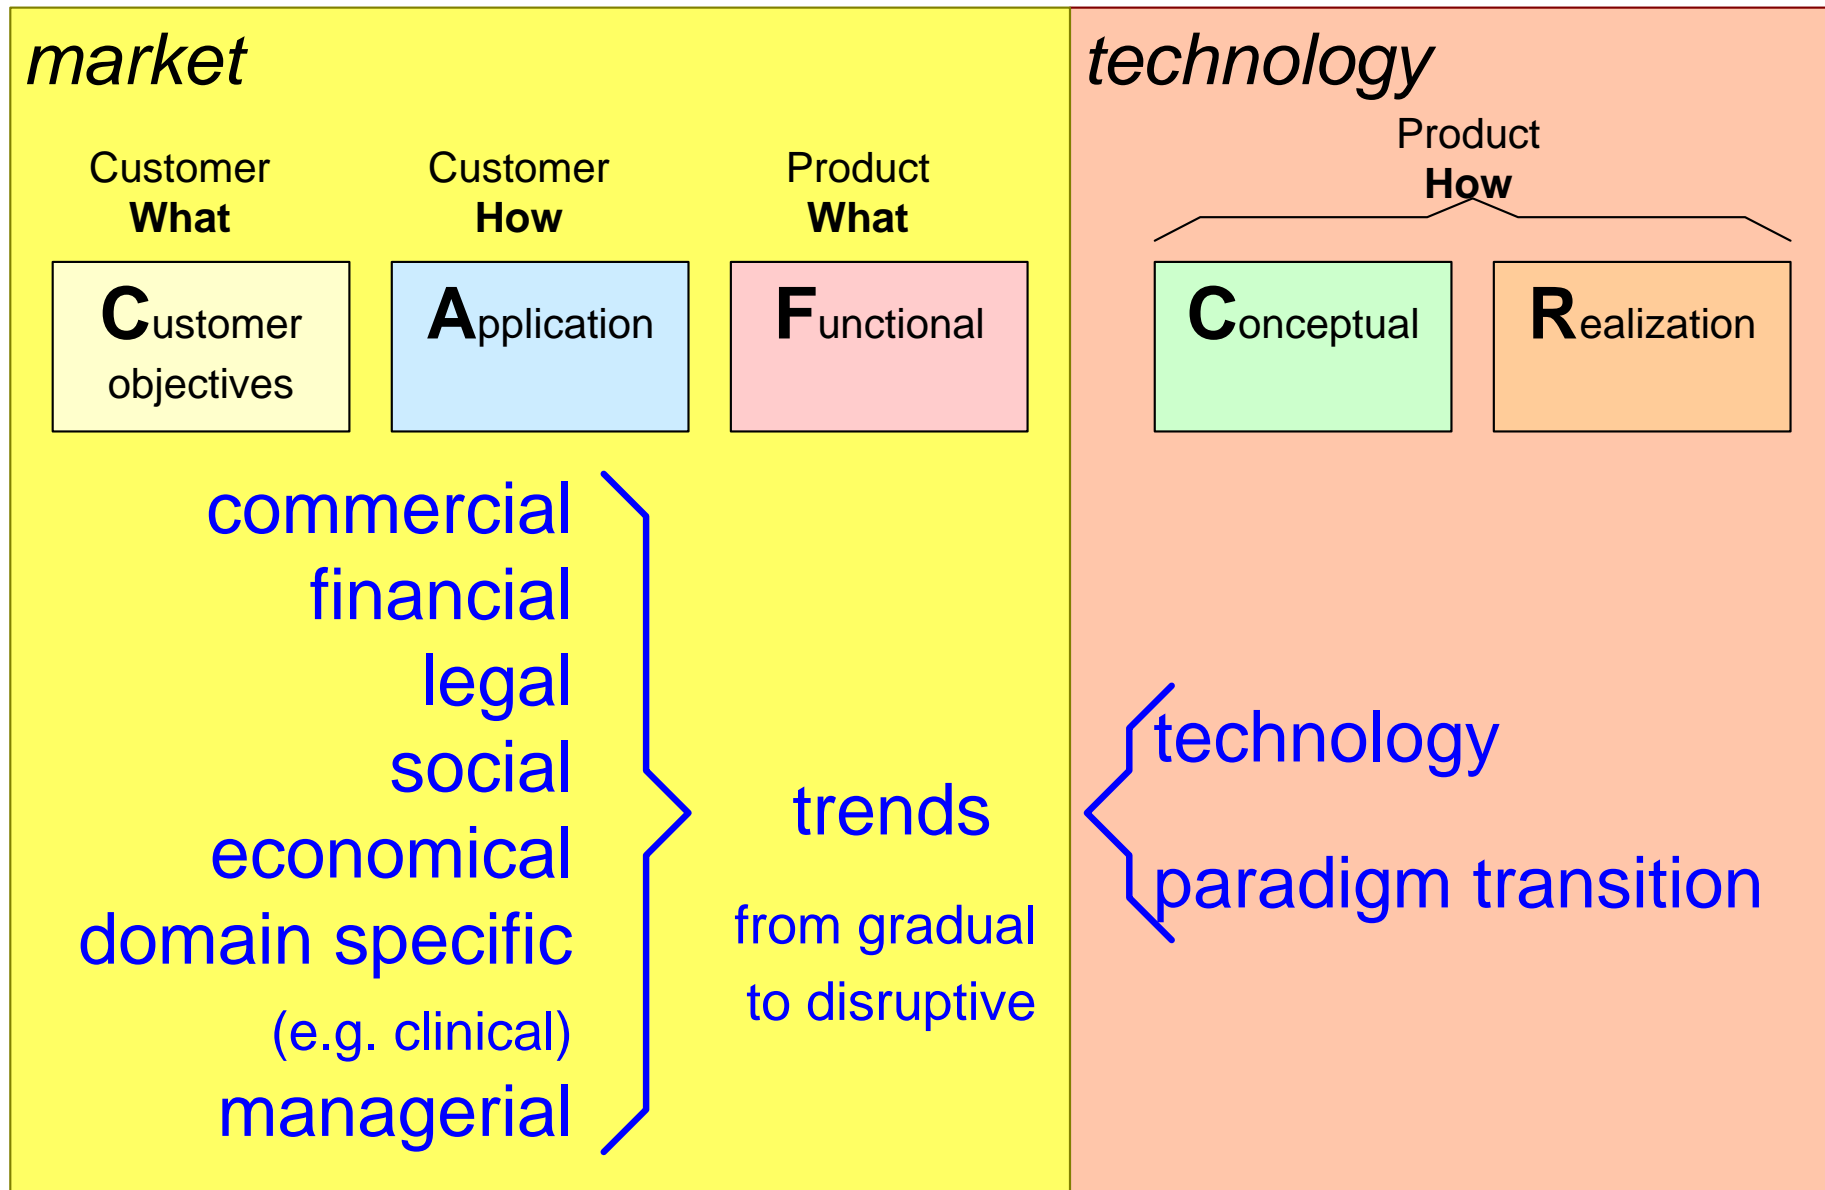 market
Customer
What
Customer
How
Product
What
Customer
objectives
Application
Functional
commercial
financial
legal
social
economical
domain specific
(e.g. clinical)
managerial
trends
from gradual
to disruptive
technology
Product
How
Conceptual
Realization
technology
paradigm transition